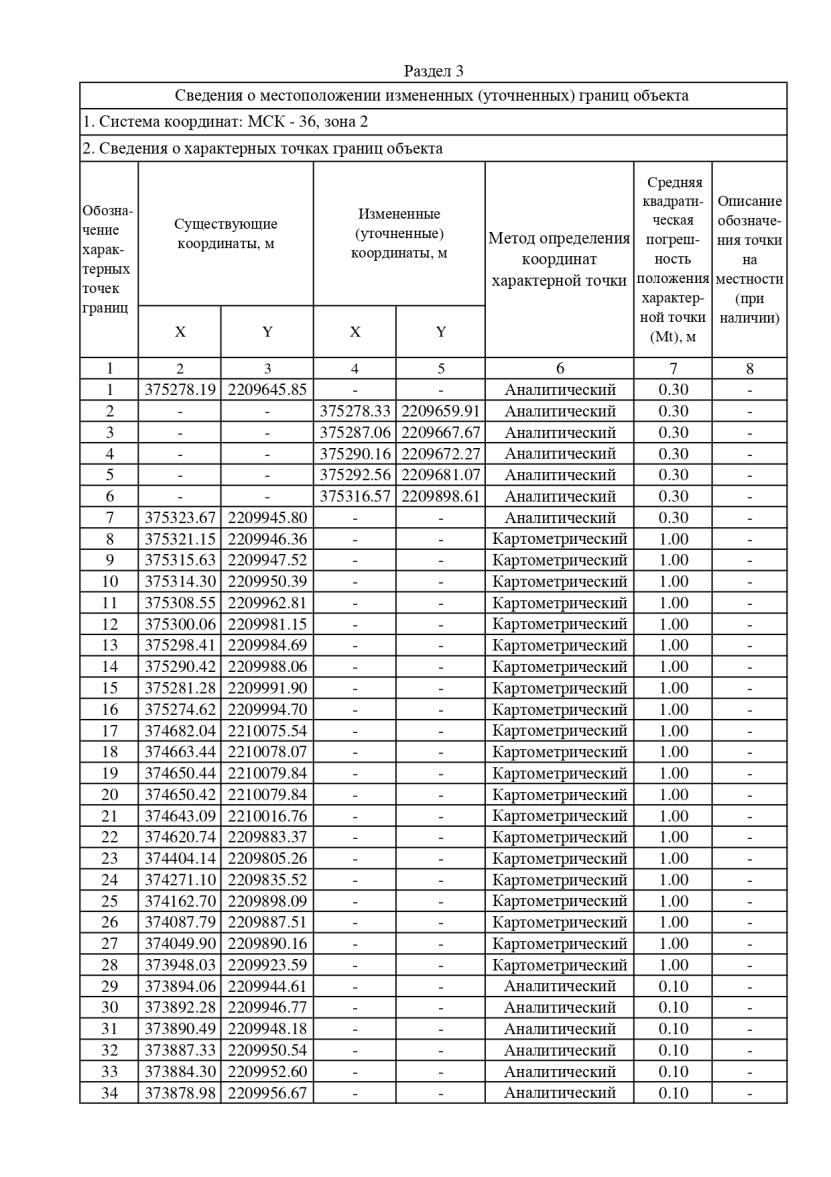 Раздел 3
Сведения о местоположении измененных (уточненных) границ объекта
1. Система координат: МСК - 36, зона 2
2. Сведения о характерных точках границ объекта
Обозна-
чение
харак-
терных
точек
границ
Существующие
координаты, м
Измененные
(уточненные)
координаты, м
Метод определения
координат
характерной точки
Средняя
квадрати-
ческая
погреш-
ность
положения
характер-
ной точки
(Mt), м
Описание
обозначе-
ния точки
на
местности
(при
наличии)
X Y X Y
1 2 3 4 5 6 7 8
1 375278.19 2209645.85 - - Аналитический 0.30 -
2 - - 375278.33 2209659.91 Аналитический 0.30 -
3 - - 375287.06 2209667.67 Аналитический 0.30 -
4 - - 375290.16 2209672.27 Аналитический 0.30 -
5 - - 375292.56 2209681.07 Аналитический 0.30 -
6 - - 375316.57 2209898.61 Аналитический 0.30 -
7 375323.67 2209945.80 - - Аналитический 0.30 -
8 375321.15 2209946.36 - - Картометрический 1.00 -
9 375315.63 2209947.52 - - Картометрический 1.00 -
10 375314.30 2209950.39 - - Картометрический 1.00 -
11 375308.55 2209962.81 - - Картометрический 1.00 -
12 375300.06 2209981.15 - - Картометрический 1.00 -
13 375298.41 2209984.69 - - Картометрический 1.00 -
14 375290.42 2209988.06 - - Картометрический 1.00 -
15 375281.28 2209991.90 - - Картометрический 1.00 -
16 375274.62 2209994.70 - - Картометрический 1.00 -
17 374682.04 2210075.54 - - Картометрический 1.00 -
18 374663.44 2210078.07 - - Картометрический 1.00 -
19 374650.44 2210079.84 - - Картометрический 1.00 -
20 374650.42 2210079.84 - - Картометрический 1.00 -
21 374643.09 2210016.76 - - Картометрический 1.00 -
22 374620.74 2209883.37 - - Картометрический 1.00 -
23 374404.14 2209805.26 - - Картометрический 1.00 -
24 374271.10 2209835.52 - - Картометрический 1.00 -
25 374162.70 2209898.09 - - Картометрический 1.00 -
26 374087.79 2209887.51 - - Картометрический 1.00 -
27 374049.90 2209890.16 - - Картометрический 1.00 -
28 373948.03 2209923.59 - - Картометрический 1.00 -
29 373894.06 2209944.61 - - Аналитический 0.10 -
30 373892.28 2209946.77 - - Аналитический 0.10 -
31 373890.49 2209948.18 - - Аналитический 0.10 -
32 373887.33 2209950.54 - - Аналитический 0.10 -
33 373884.30 2209952.60 - - Аналитический 0.10 -
34 373878.98 2209956.67 - - Аналитический 0.10 -